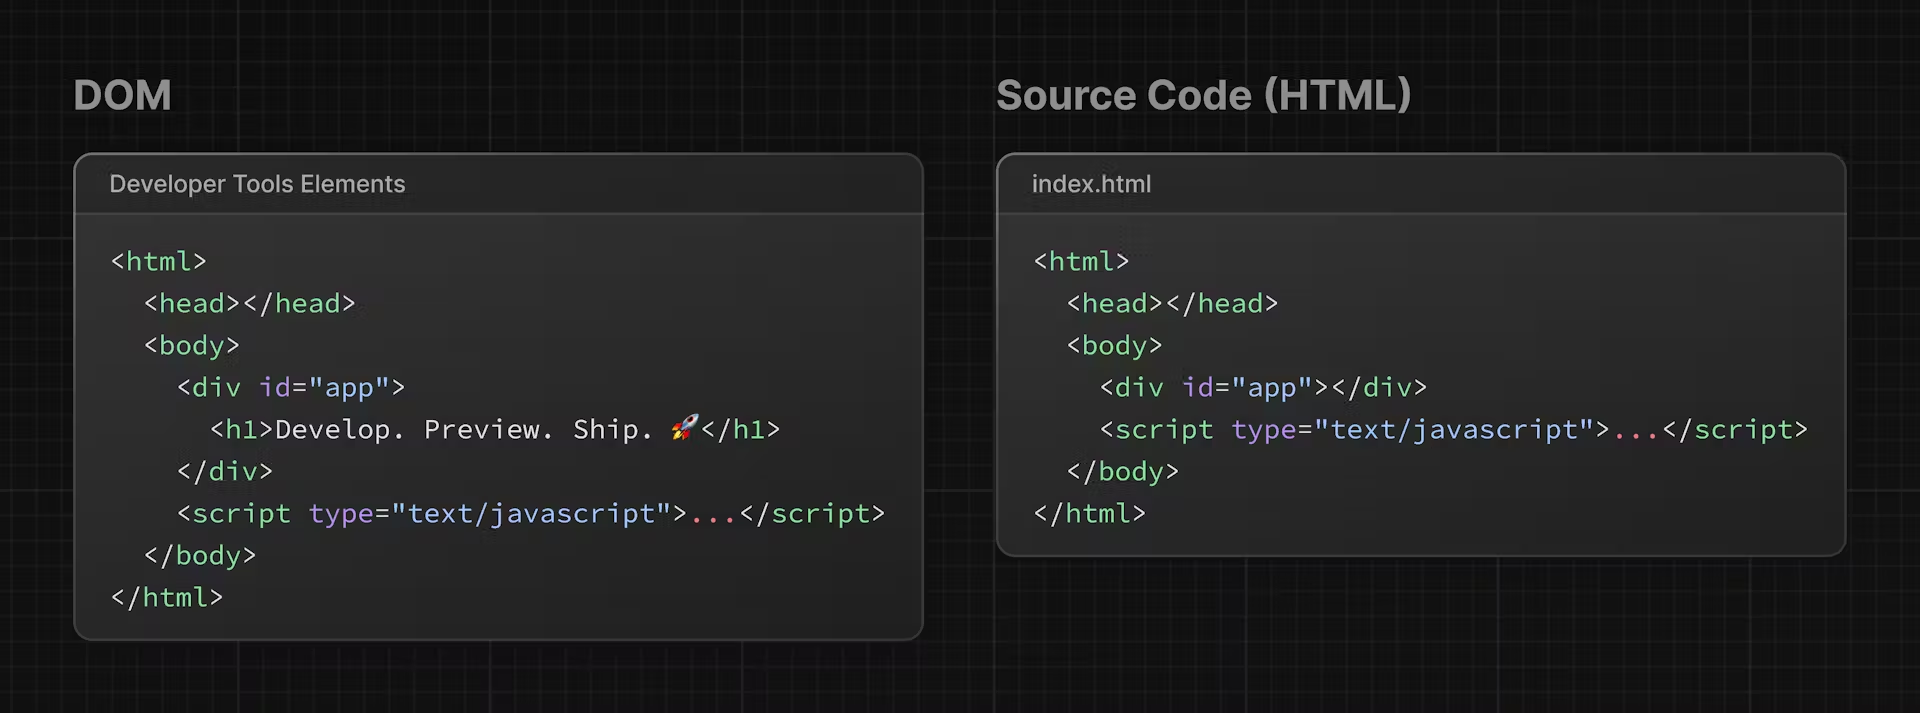 DOM
Developer Tools Elements
<html>
  <head></head>
  <body>
    <div id="app">
      <h1>Develop. Preview. Ship. 🚀</h1>
    </div>
    <script type="text/javascript">...</script>
  </body>
</html>
Source Code (HTML)
index.html
<html>
  <head></head>
  <body>
    <div id="app"></div>
    <script type="text/javascript">...</script>
  </body>
</html>